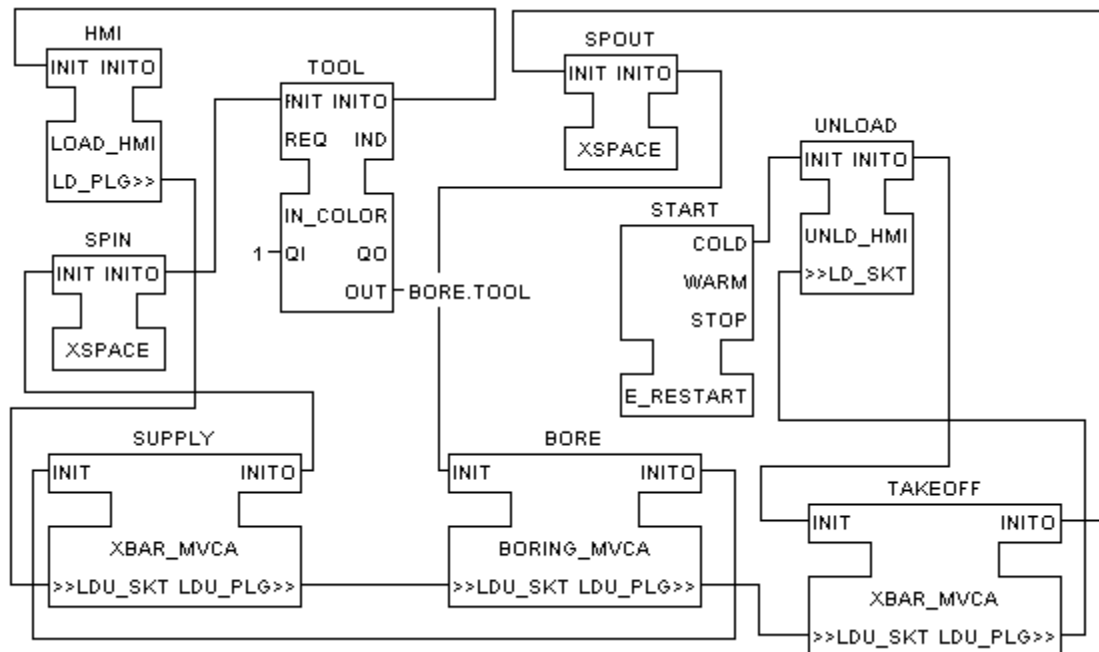 HMI
INIT INITO
LOAD_HMI
LD_PLG>>
TOOL
INIT INITO
REQ IND
IN_COLOR
1 QI QO
OUT BORE.TOOL
SPIN
INIT INITO
XSPACE
SPOUT
INIT INITO
XSPACE
START
COLD
WARM
STOP
E_RESTART
UNLOAD
INIT INITO
UNLD_HMI
>>LD_SKT
SUPPLY
INIT INITO
XBAR_MVCA
>>LDU_SKT LDU_PLG>>
BORE
INIT INITO
BORING_MVCA
>>LDU_SKT LDU_PLG>>
TAKEOFF
INIT INITO
XBAR_MVCA
>>LDU_SKT LDU_PLG>>